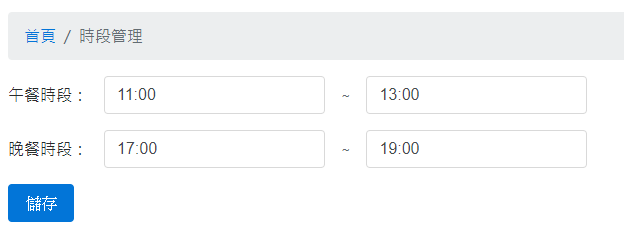 首頁 / 時段管理
午餐時段： 11:00 ~ 13:00
晚餐時段： 17:00 ~ 19:00
儲存